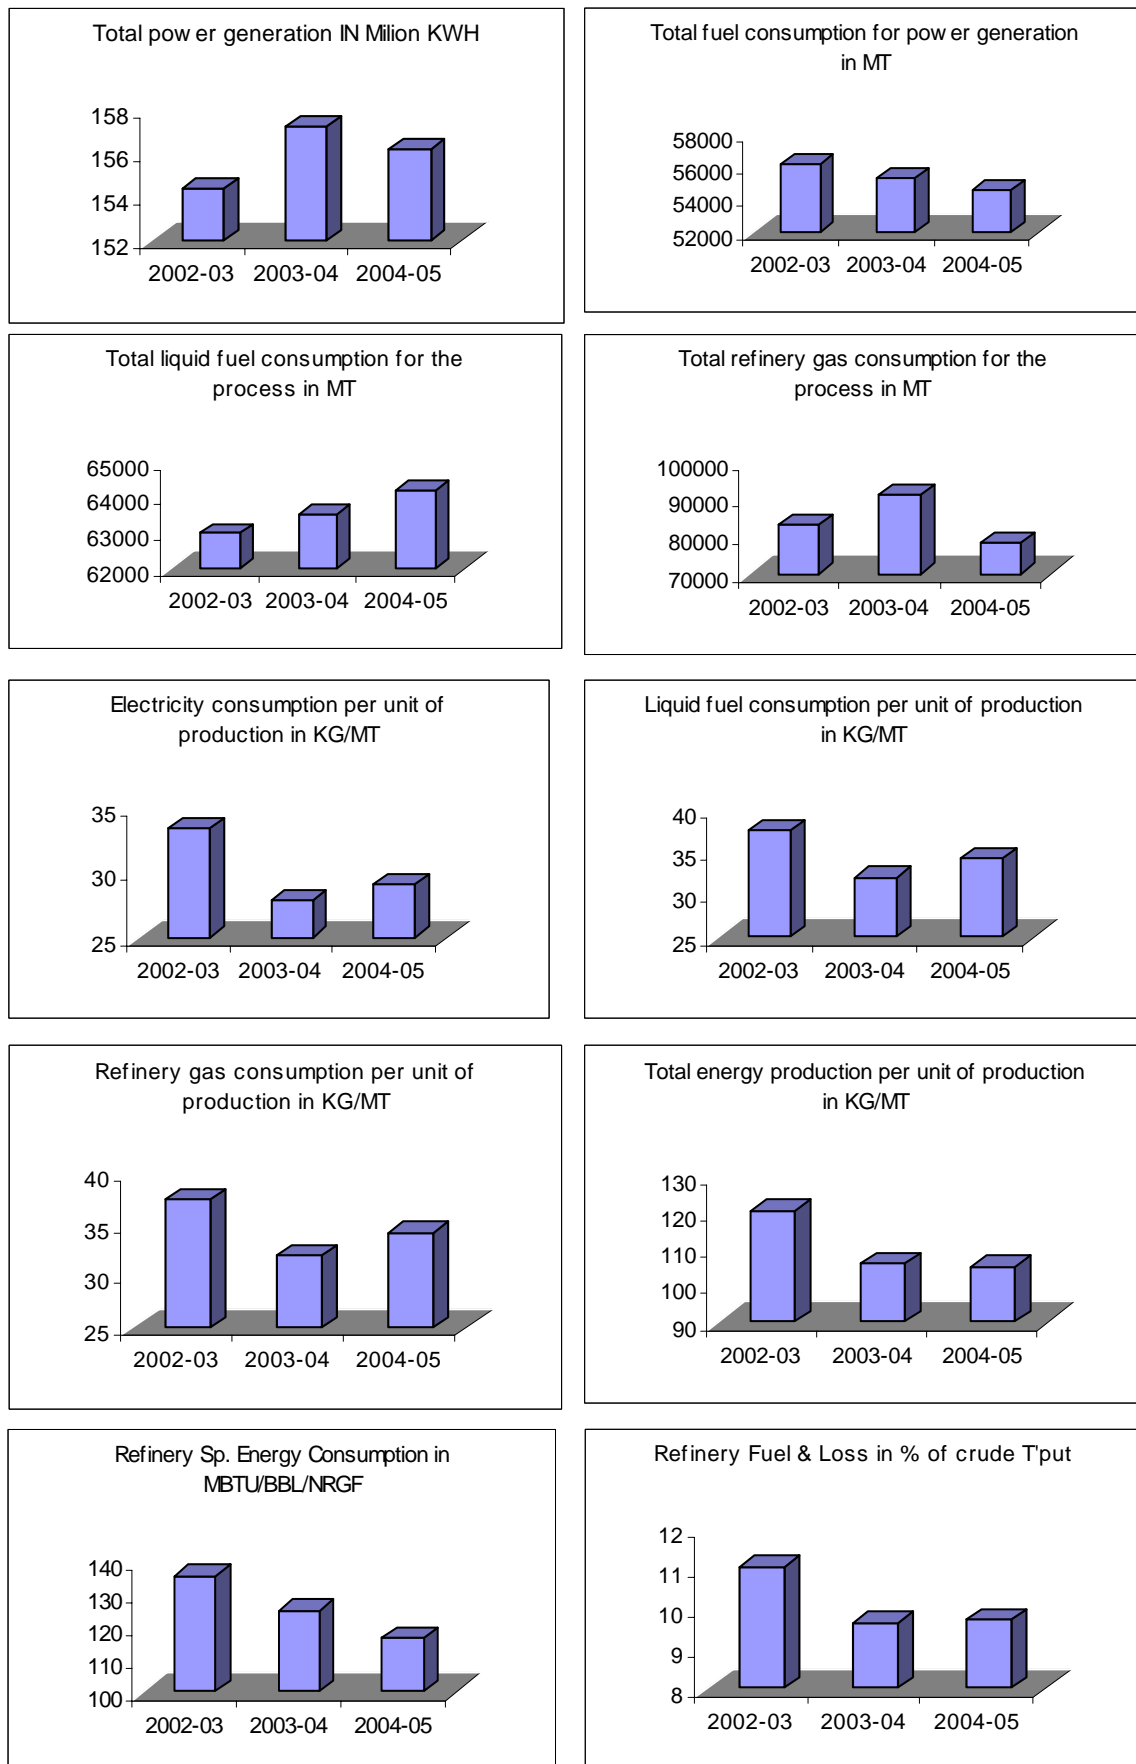 Total power generation IN Milion KWH
158
156
154
152
2002-03 2003-04 2004-05
Total fuel consumption for power generation
in MT
58000
56000
54000
52000
2002-03 2003-04 2004-05
Total liquid fuel consumption for the
process in MT
65000
64000
63000
62000
2002-03 2003-04 2004-05
Total refinery gas consumption for the
process in MT
100000
90000
80000
70000
2002-03 2003-04 2004-05
Electricity consumption per unit of
production in KG/MT
35
30
25
2002-03 2003-04 2004-05
Liquid fuel consumption per unit of production
in KG/MT
40
35
30
25
2002-03 2003-04 2004-05
Refinery gas consumption per unit of
production in KG/MT
40
35
30
25
2002-03 2003-04 2004-05
Total energy production per unit of production
in KG/MT
130
120
110
100
90
2002-03 2003-04 2004-05
Refinery Sp. Energy Consumption in
MBTU/BBL/NRGF
140
130
120
110
100
2002-03 2003-04 2004-05
Refinery Fuel & Loss in % of crude T'put
12
11
10
9
8
2002-03 2003-04 2004-05